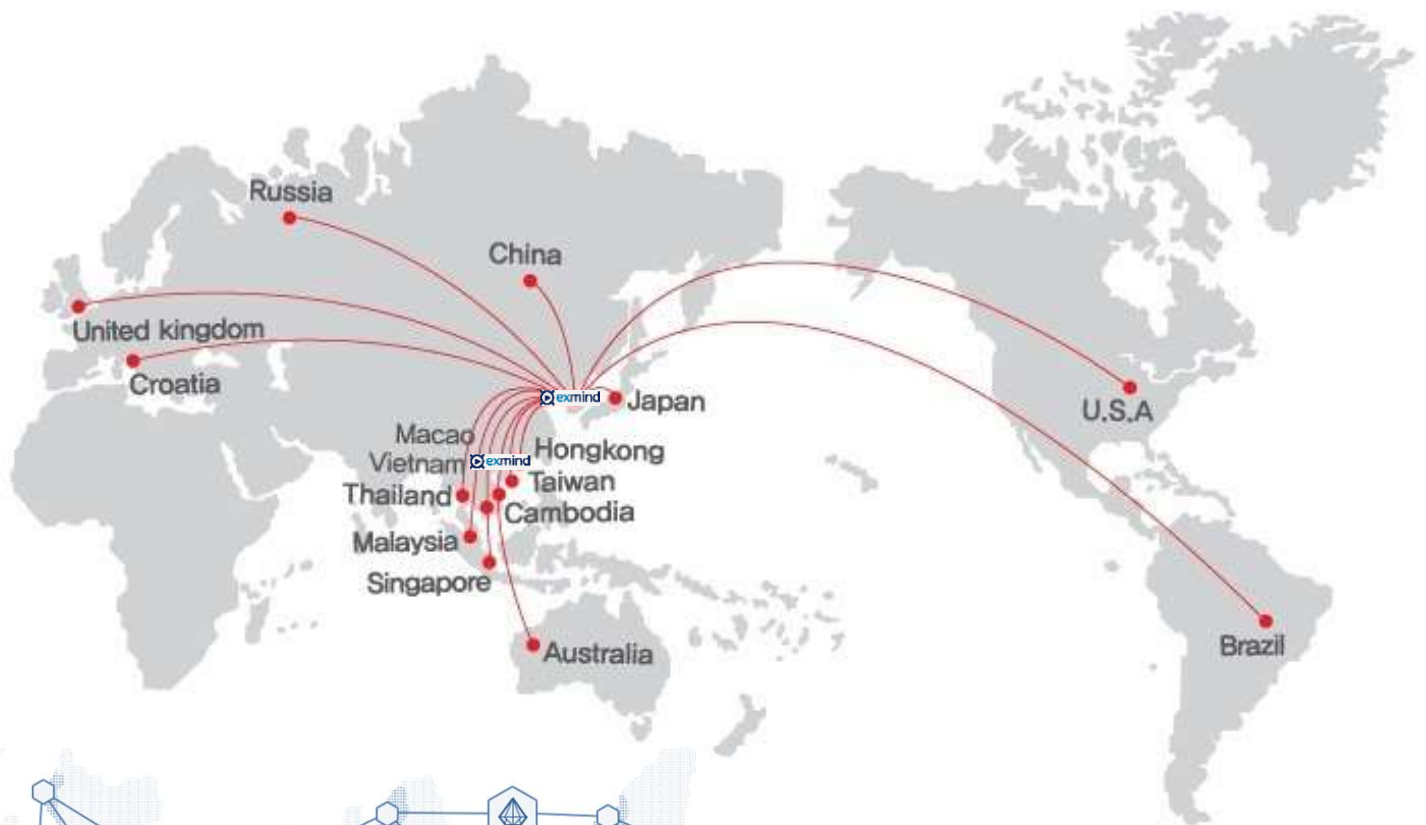 Russia
China
United kingdom
Croatia
exmind
Japan
U.S.A
Macao
Hongkong
Vietnam
exmind
Taiwan
Thailand
Cambodia
Malaysia
Singapore
Australia
Brazil